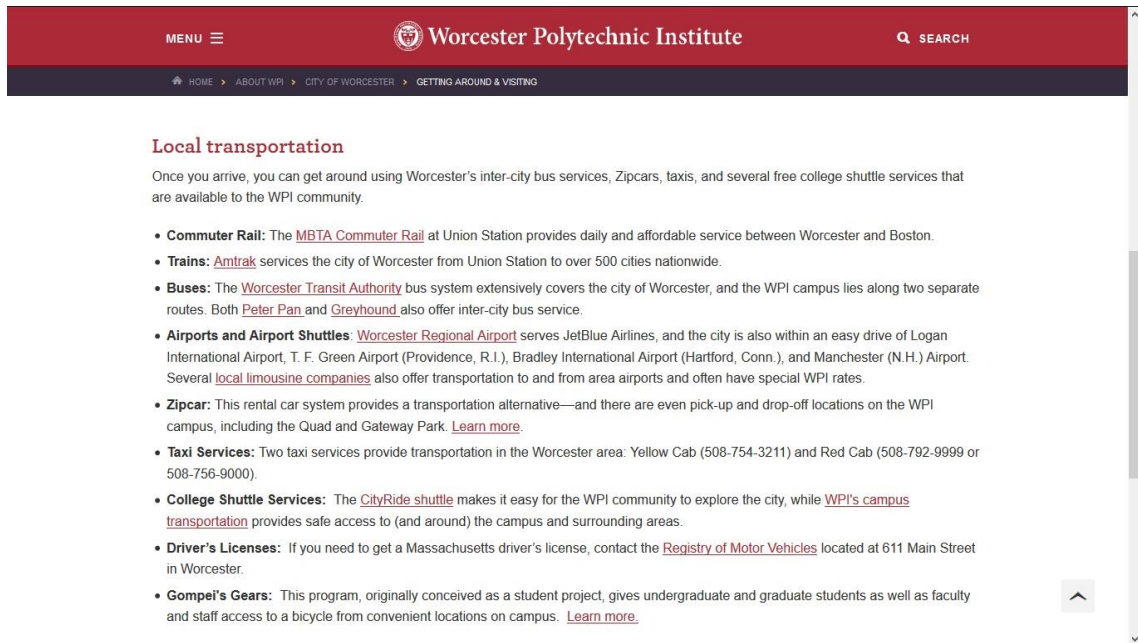 MENU
Worcester Polytechnic Institute
SEARCH
HOME > ABOUT WPI > CITY OF WORCESTER > GETTING AROUND & VISITING
Local transportation
Once you arrive, you can get around using Worcester's inter-city bus services, Zipcars, taxis, and several free college shuttle services that
are available to the WPI community.
• Commuter Rail: The MBTA Commuter Rail at Union Station provides daily and affordable service between Worcester and Boston.
• Trains: Amtrak services the city of Worcester from Union Station to over 500 cities nationwide.
• Buses: The Worcester Transit Authority bus system extensively covers the city of Worcester, and the WPI campus lies along two separate
routes. Both Peter Pan and Greyhound also offer inter-city bus service.
• Airports and Airport Shuttles: Worcester Regional Airport serves JetBlue Airlines, and the city is also within an easy drive of Logan
International Airport, T. F. Green Airport (Providence, R.I.), Bradley International Airport (Hartford, Conn.), and Manchester (N.H.) Airport.
Several local limousine companies also offer transportation to and from area airports and often have special WPI rates.
• Zipcar: This rental car system provides a transportation alternative—and there are even pick-up and drop-off locations on the WPI
campus, including the Quad and Gateway Park. Learn more.
• Taxi Services: Two taxi services provide transportation in the Worcester area: Yellow Cab (508-754-3211) and Red Cab (508-792-9999 or
508-756-9000).
• College Shuttle Services: The CityRide shuttle makes it easy for the WPI community to explore the city, while WPI's campus
transportation provides safe access to (and around) the campus and surrounding areas.
• Driver's Licenses: If you need to get a Massachusetts driver's license, contact the Registry of Motor Vehicles located at 611 Main Street
in Worcester.
• Gompei's Gears: This program, originally conceived as a student project, gives undergraduate and graduate students as well as faculty
and staff access to a bicycle from convenient locations on campus. Learn more.